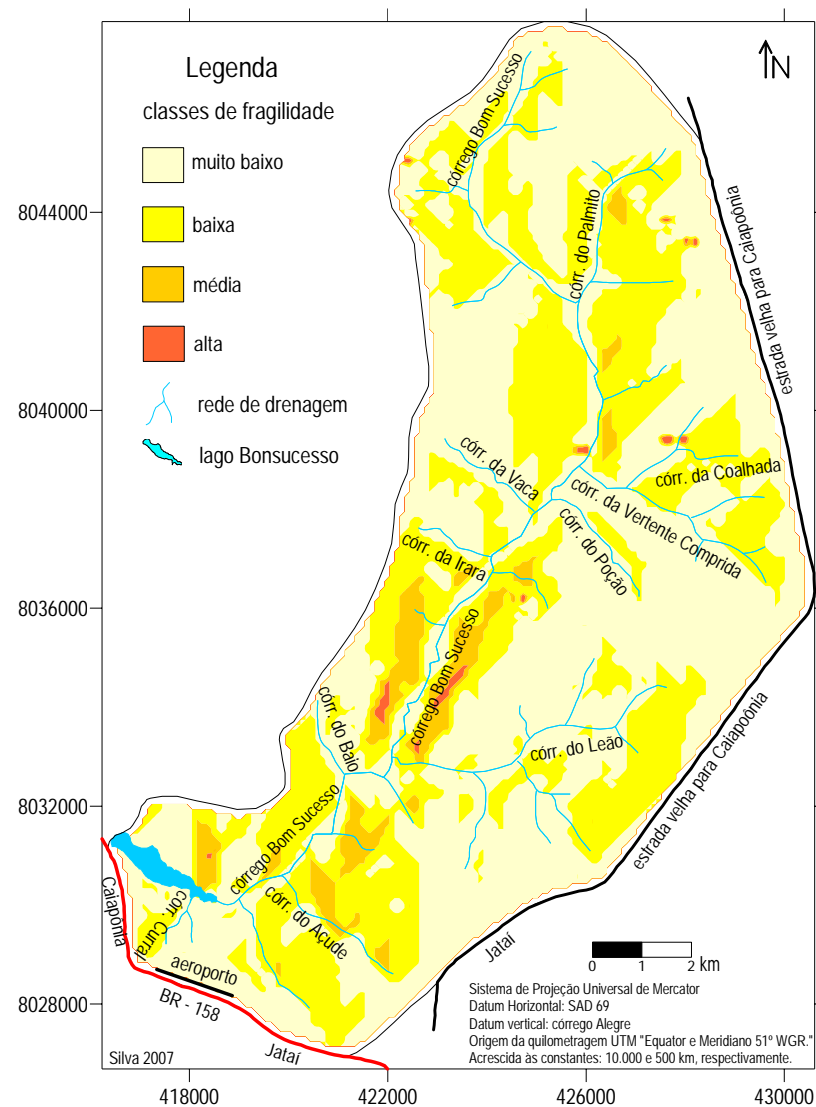 Legenda
classes de fragilidade
muito baixo
baixa
média
alta
rede de drenagem
lago Bonsucesso
N
8044000
8040000
8036000
8032000
8028000
418000
422000
426000
430000
córrego Bom Sucesso
córr. do Palmito
estrada velha para Caiapoônia
córr. da Vaca
córr. da Coalhada
córr. da Vertente Comprida
córr. do Poção
córr. da Irara
córrego Bom Sucesso
córr. do Baio
córr. do Leão
estrada velha para Caiapoônia
córrego Bom Sucesso
córr. do Açude
córr. Curral
Caiapônia
aeroporto
BR - 158
Jataí
Jataí
0 1 2 km
Sistema de Projeção Universal de Mercator
Datum Horizontal: SAD 69
Datum vertical: córrego Alegre
Origem da quilometragem UTM "Equator e Meridiano 51º WGR."
Acrescida às constantes: 10.000 e 500 km, respectivamente.
Silva 2007